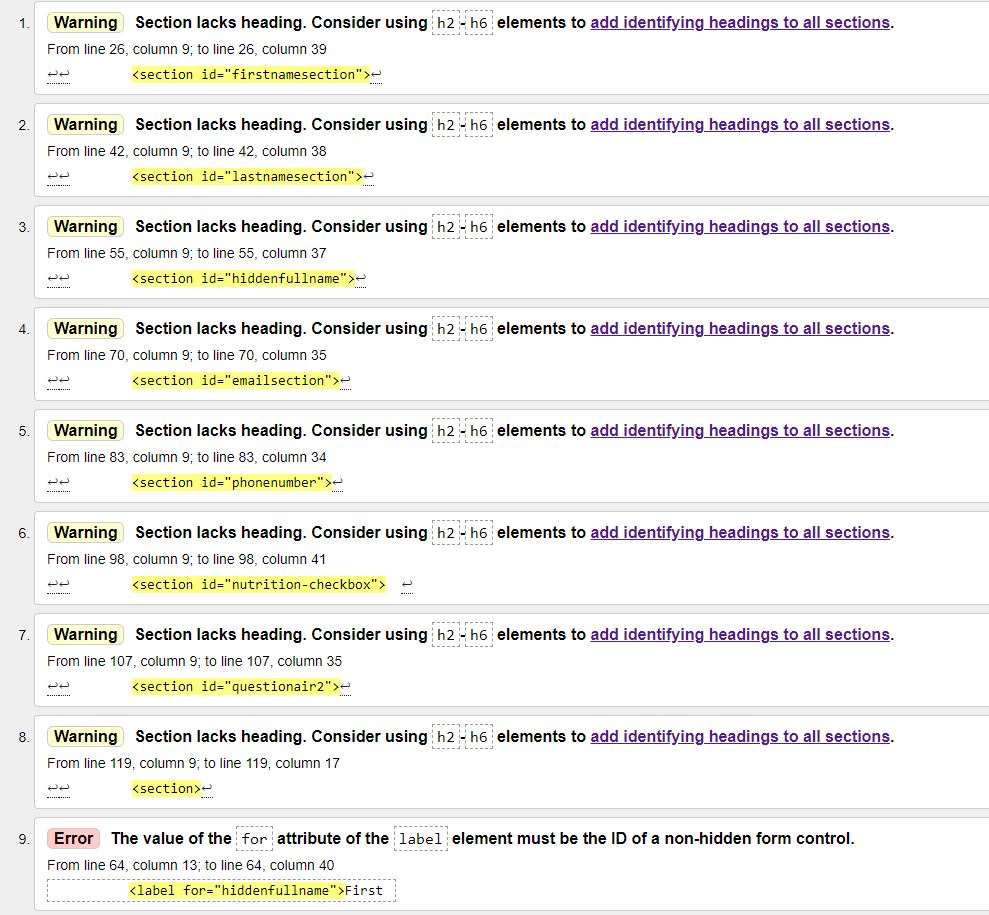 1. Warning Section lacks heading. Consider using h2-h6 elements to add identifying headings to all sections.
From line 26, column 9; to line 26, column 39
↩↩ <section id="firstnamesection">↩
2. Warning Section lacks heading. Consider using h2-h6 elements to add identifying headings to all sections.
From line 42, column 9; to line 42, column 38
↩↩ <section id="lastnamesection">↩
3. Warning Section lacks heading. Consider using h2-h6 elements to add identifying headings to all sections.
From line 55, column 9; to line 55, column 37
↩↩ <section id="hiddenfullname">↩
4. Warning Section lacks heading. Consider using h2-h6 elements to add identifying headings to all sections.
From line 70, column 9; to line 70, column 35
↩↩ <section id="emailsection">↩
5. Warning Section lacks heading. Consider using h2-h6 elements to add identifying headings to all sections.
From line 83, column 9; to line 83, column 34
↩↩ <section id="phonenumber">↩
6. Warning Section lacks heading. Consider using h2-h6 elements to add identifying headings to all sections.
From line 98, column 9; to line 98, column 41
↩↩ <section id="nutrition-checkbox"> ↩
7. Warning Section lacks heading. Consider using h2-h6 elements to add identifying headings to all sections.
From line 107, column 9; to line 107, column 35
↩↩ <section id="questionair2">↩
8. Warning Section lacks heading. Consider using h2-h6 elements to add identifying headings to all sections.
From line 119, column 9; to line 119, column 17
↩↩ <section>↩
9. Error The value of the for attribute of the label element must be the ID of a non-hidden form control.
From line 64, column 13; to line 64, column 40
<label for="hiddenfullname">First